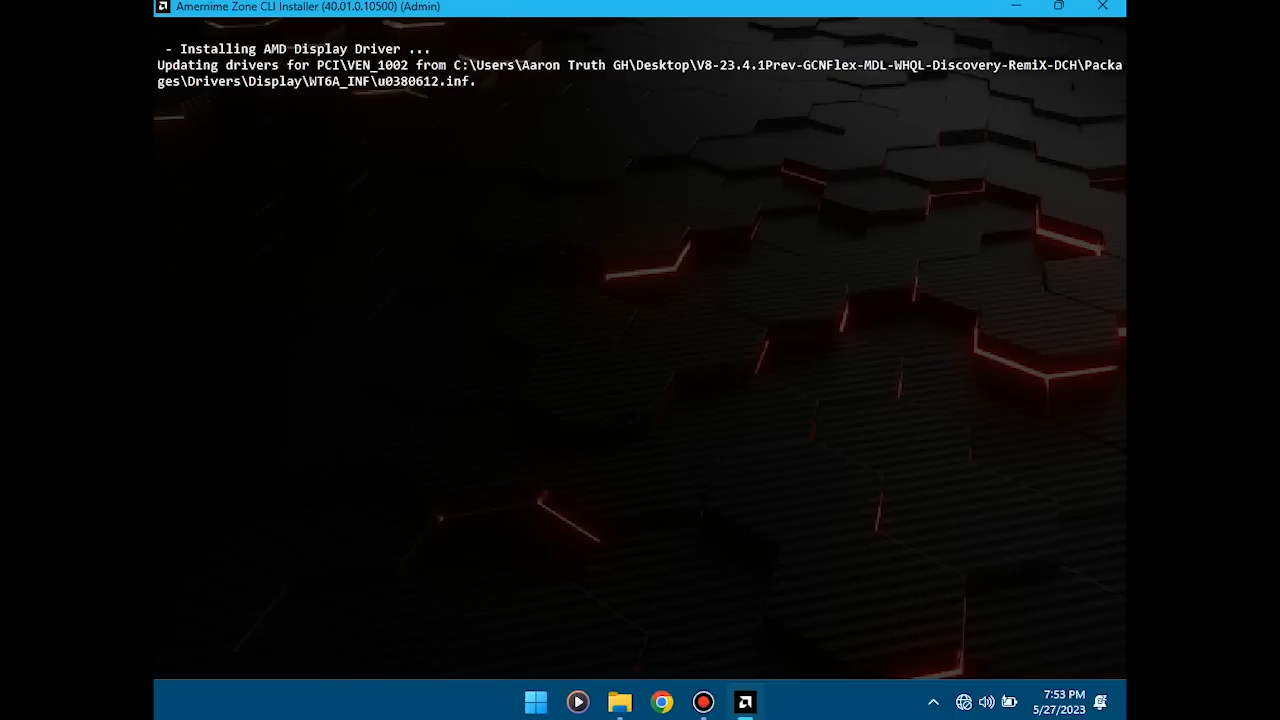 Amernime Zone CLI Installer (40.01.0.10500) (Admin)
- Installing AMD Display Driver ...
Updating drivers for PCI\VEN_1002 from C:\Users\Aaron Truth GH\Desktop\V8-23.4.1Prev-GCNFlex-MDL-WHQL-Discovery-RemiX-DCH\Packa
ges\Drivers\Display\WT6A_INF\u0380612.inf.
7:53 PM
5/27/2023